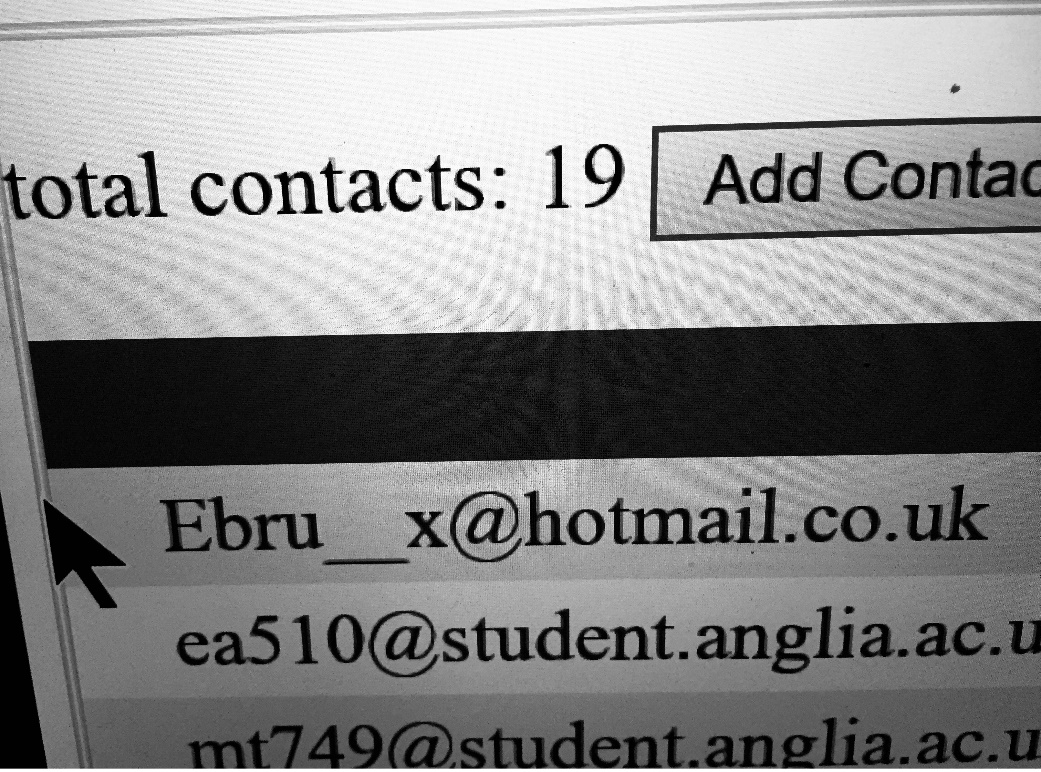 total contacts: 19 Add Contac
Ebru__x@hotmail.co.uk
ea510@student.anglia.ac.u
mt749@student.anglia.ac.u